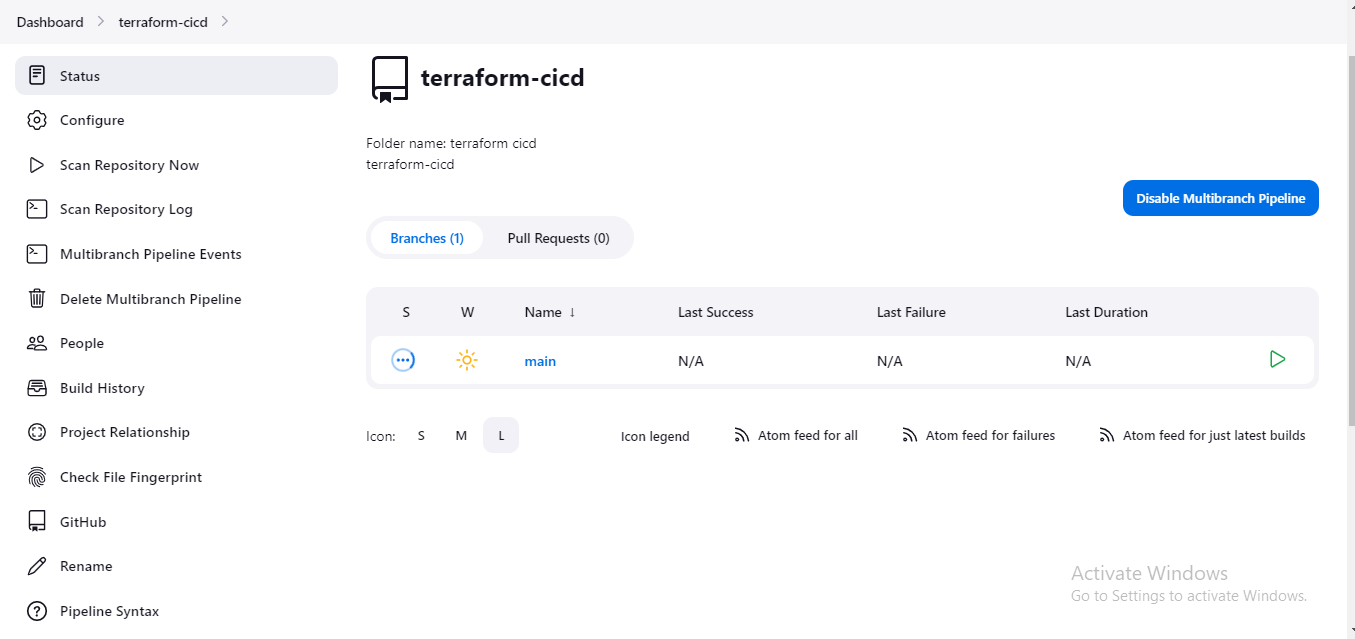 Dashboard
terraform-cicd
Status
Configure
Scan Repository Now
Scan Repository Log
Multibranch Pipeline Events
Delete Multibranch Pipeline
People
Build History
Project Relationship
Check File Fingerprint
GitHub
Rename
Pipeline Syntax
terraform-cicd
Folder name: terraform cicd
terraform-cicd
Disable Multibranch Pipeline
Branches (1) Pull Requests (0)
S W Name ↓ Last Success Last Failure Last Duration
main N/A N/A N/A
Icon: S M L Icon legend Atom feed for all Atom feed for failures Atom feed for just latest builds
Activate Windows
Go to Settings to activate Windows.